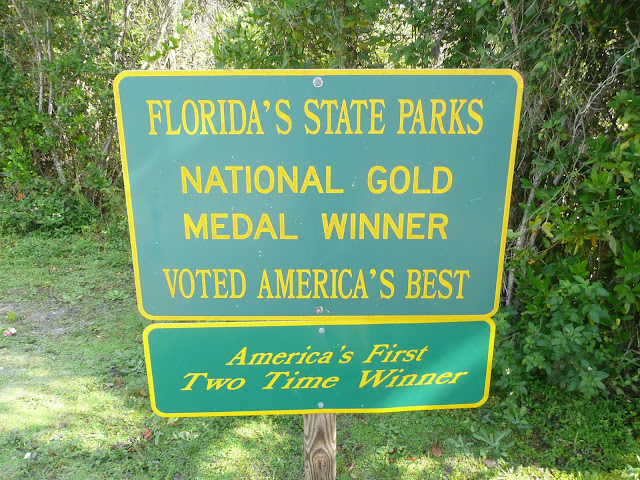 FLORIDA'S STATE PARKS
NATIONAL GOLD
MEDAL WINNER
VOTED AMERICA'S BEST
America's First
Two Time Winner